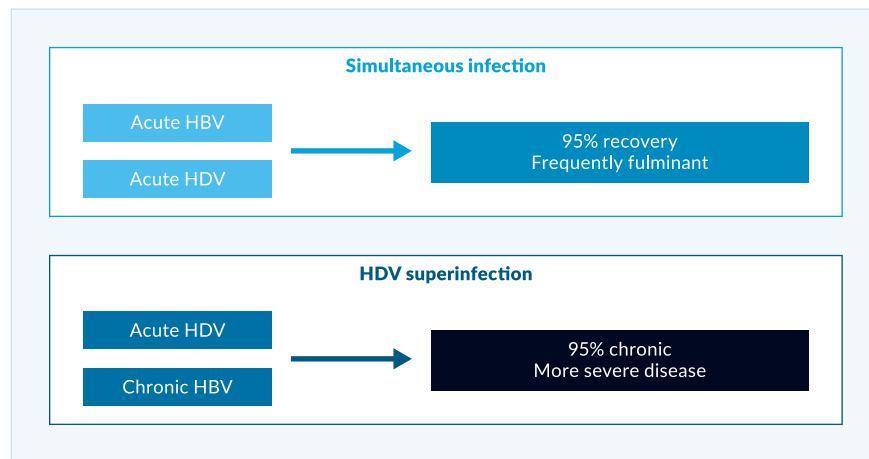 Simultaneous infection
Acute HBV
Acute HDV
95% recovery
Frequently fulminant
HDV superinfection
Acute HDV
Chronic HBV
95% chronic
More severe disease